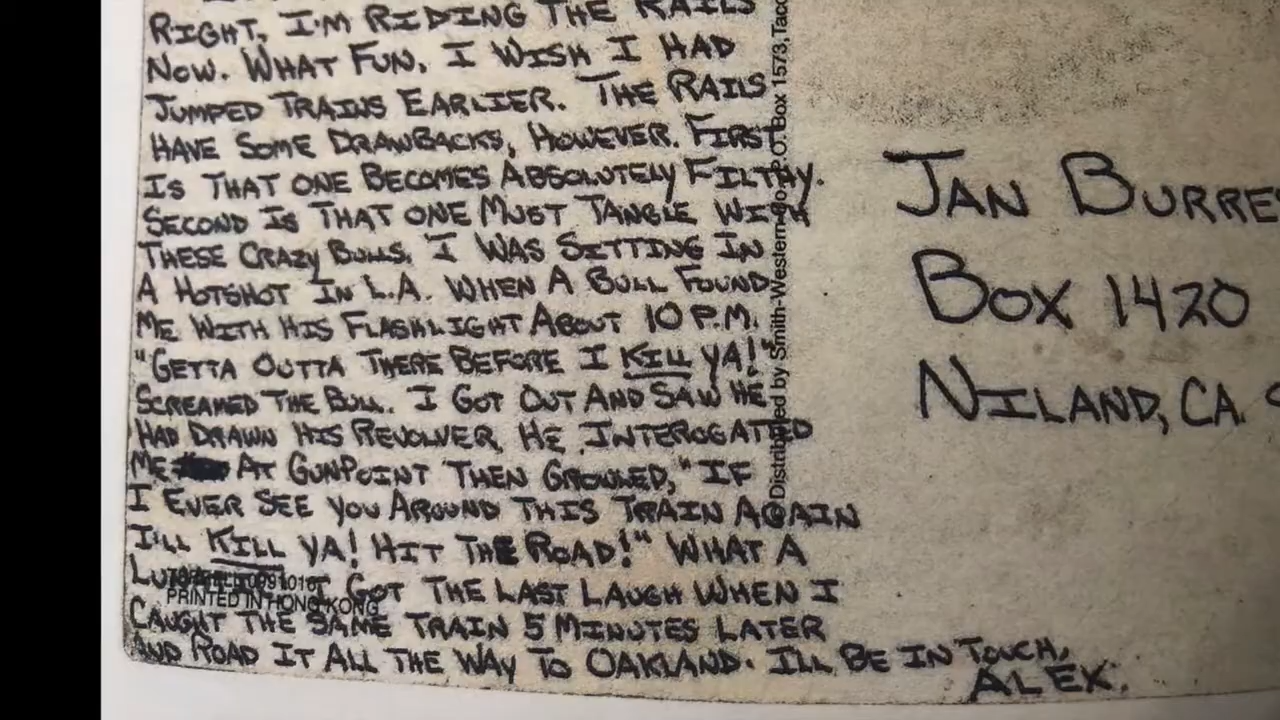 RIGHT, I'M RIDING THE RAILS
NOW. WHAT FUN, I WISH I HAD
JUMPED TRAINS EARLIER. THE RAILS
HAVE SOME DRAWBACKS, HOWEVER. FIRST
IS THAT ONE BECOMES ABSOLUTELY FILTHY.
SECOND IS THAT ONE MUST TANGLE WITH
THESE CRAZY BULLS. I WAS SITTING IN
A HOTSHOT IN L.A. WHEN A BULL FOUND
ME WITH HIS FLASHLIGHT ABOUT 10 P.M.
"GETTA OUTTA THERE BEFORE I KILL YA!"
SCREAMED THE BULL. I GOT OUT AND SAW HE
HAD DRAWN HIS REVOLVER. HE INTEROGATED
ME AT GUNPOINT THEN GROWLED, "IF
I EVER SEE YOU AROUND THIS TRAIN AGAIN
I'LL KILL YA! HIT THE ROAD!" WHAT A
I GOT THE LAST LAUGH WHEN I
CAUGHT THE SAME TRAIN 5 MINUTES LATER
AND ROAD IT ALL THE WAY TO OAKLAND. I'LL BE IN TOUCH,
ALEX.
PRINTED IN HONG KONG
Distributed by Smith-Western Co., P.O. Box 1573, Taco
JAN BURRE
BOX 1420
NILAND, CA.